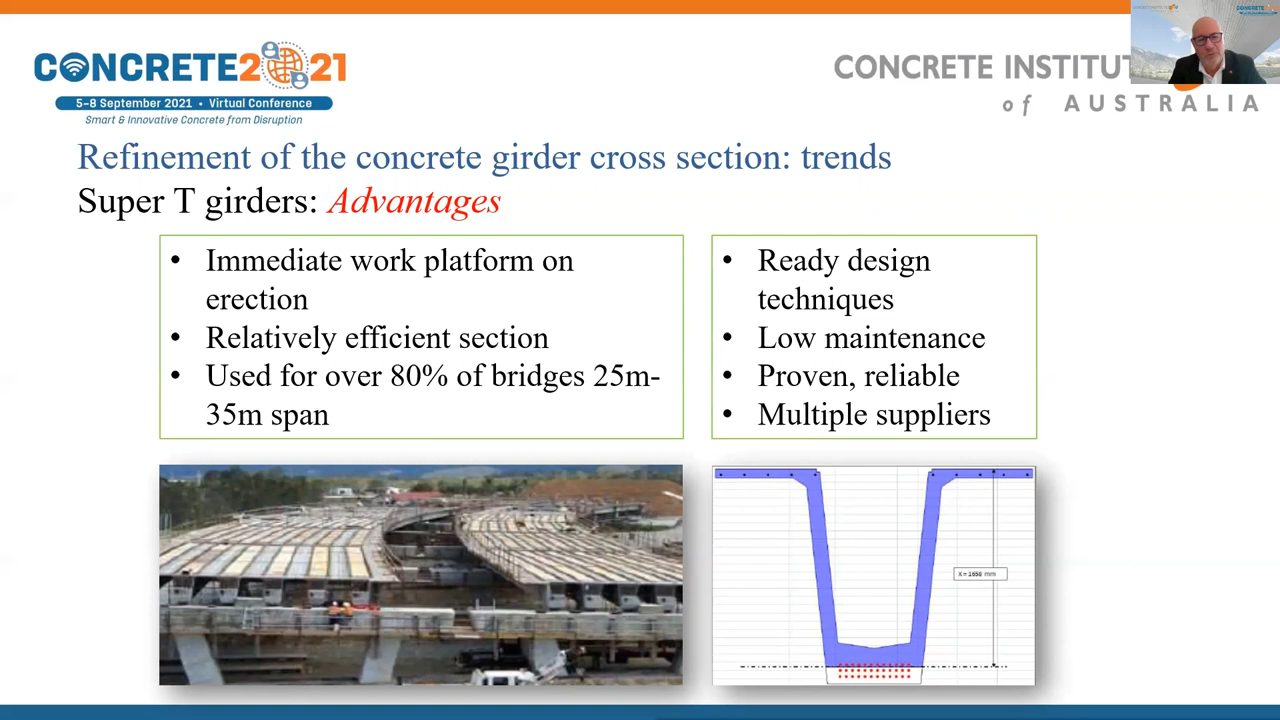 CONCRETE2021
5–8 September 2021 • Virtual Conference
Smart & Innovative Concrete from Disruption
CONCRETE INSTITUT
of AUSTRALIA
Refinement of the concrete girder cross section: trends
Super T girders: Advantages
• Immediate work platform on
erection
• Relatively efficient section
• Used for over 80% of bridges 25m-
35m span
• Ready design
techniques
• Low maintenance
• Proven, reliable
• Multiple suppliers